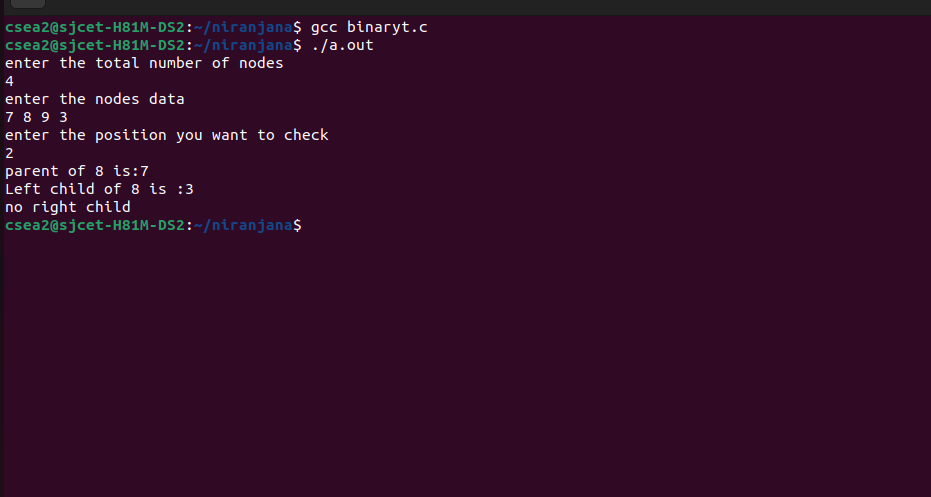 csea2@sjcet-H81M-DS2:~/niranjana$ gcc binaryt.c
csea2@sjcet-H81M-DS2:~/niranjana$ ./a.out
enter the total number of nodes
4
enter the nodes data
7 8 9 3
enter the position you want to check
2
parent of 8 is:7
Left child of 8 is :3
no right child
csea2@sjcet-H81M-DS2:~/niranjana$